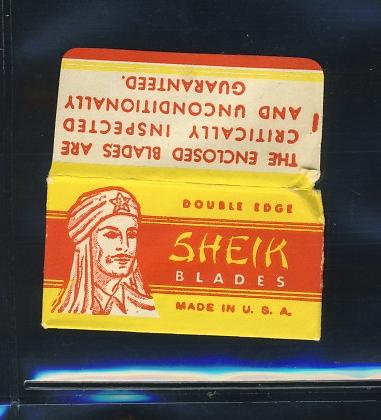 THE ENCLOSED BLADES ARE
CRITICALLY INSPECTED
AND UNCONDITIONALLY
GUARANTEED.
DOUBLE EDGE
SHEIK
BLADES
MADE IN U. S. A.